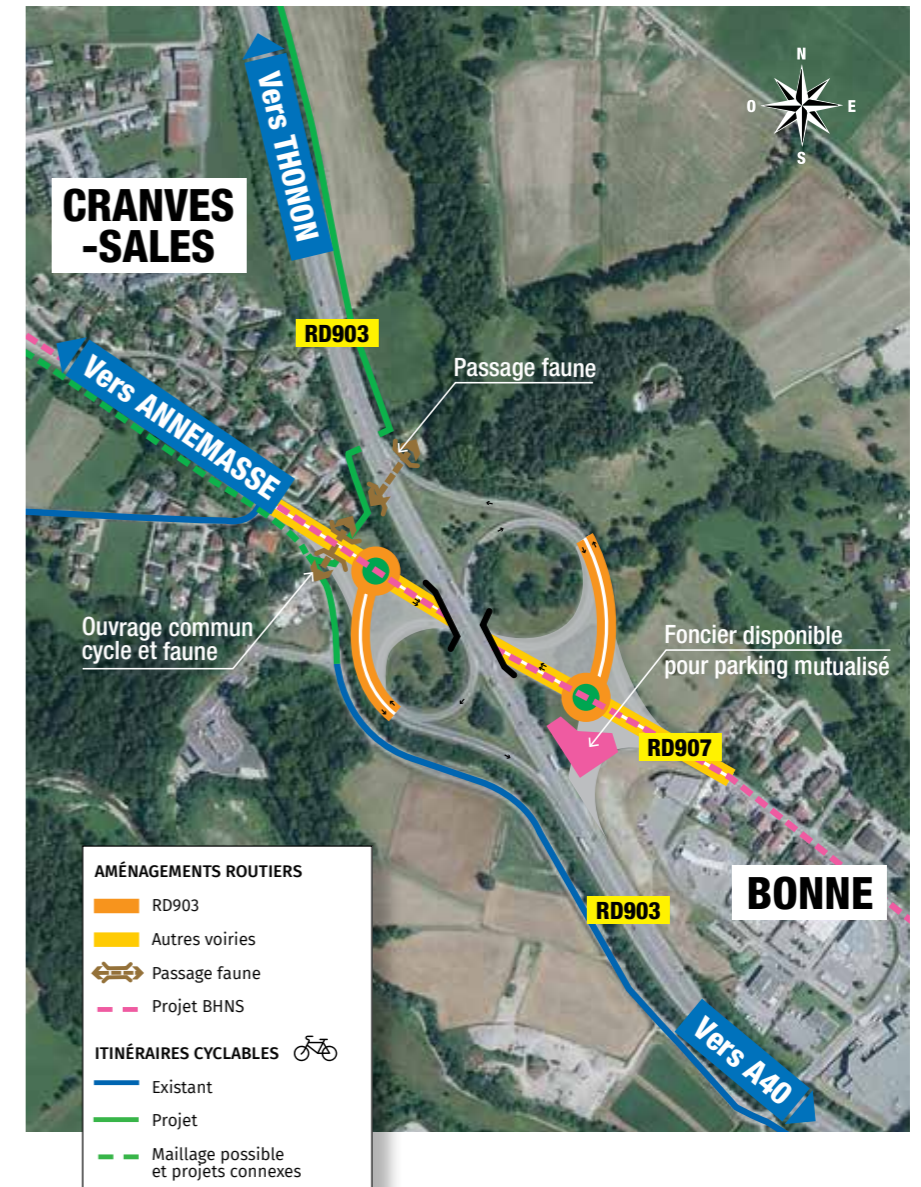 N
O
E
S
Vers THONON
CRANVES
-SALES
RD903
Passage faune
Vers ANNEMASSE
Ouvrage commun
cycle et faune
Foncier disponible
pour parking mutualisé
RD907
BONNE
RD903
Vers A40
AMÉNAGEMENTS ROUTIERS
RD903
Autres voiries
Passage faune
Projet BHNS
ITINÉRAIRES CYCLABLES
Existant
Projet
Maillage possible
et projets connexes